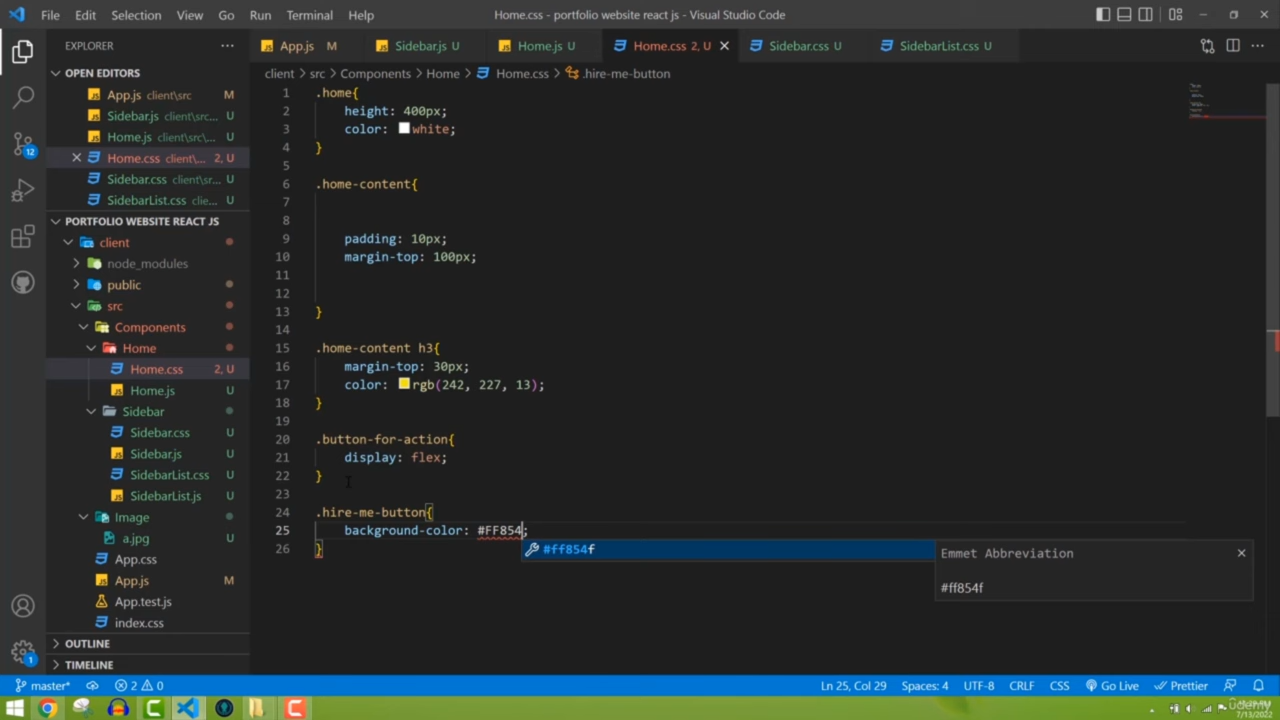 File Edit Selection View Go Run Terminal Help Home.css - portfolio website react js - Visual Studio Code
EXPLORER
App.js M Sidebar.js U Home.js U Home.css 2, U Sidebar.css U SidebarList.css U
client > src > Components > Home > Home.css > .hire-me-button
OPEN EDITORS
App.js client\src M
Sidebar.js client\src\... U
Home.js client\src\... U
Home.css client\... 2, U
Sidebar.css client\sr... U
SidebarList.css clie... U
PORTFOLIO WEBSITE REACT JS
client
node_modules
public
src
Components
Home
Home.css 2, U
Home.js U
Sidebar
Sidebar.css U
Sidebar.js U
SidebarList.css U
SidebarList.js U
Image
a.jpg U
App.css
App.js M
App.test.js
index.css
OUTLINE
TIMELINE
1 .home{
2 height: 400px;
3 color: white;
4 }
5
6 .home-content{
7
8
9 padding: 10px;
10 margin-top: 100px;
11
12
13 }
14
15 .home-content h3{
16 margin-top: 30px;
17 color: rgb(242, 227, 13);
18 }
19
20 .button-for-action{
21 display: flex;
22 }
23
24 .hire-me-button{
25 background-color: #FF854;
26 }
#ff854f
Emmet Abbreviation
#ff854f
12
1
master* 2 0 Ln 25, Col 29 Spaces: 4 UTF-8 CRLF CSS Go Live Prettier
7/13/2022